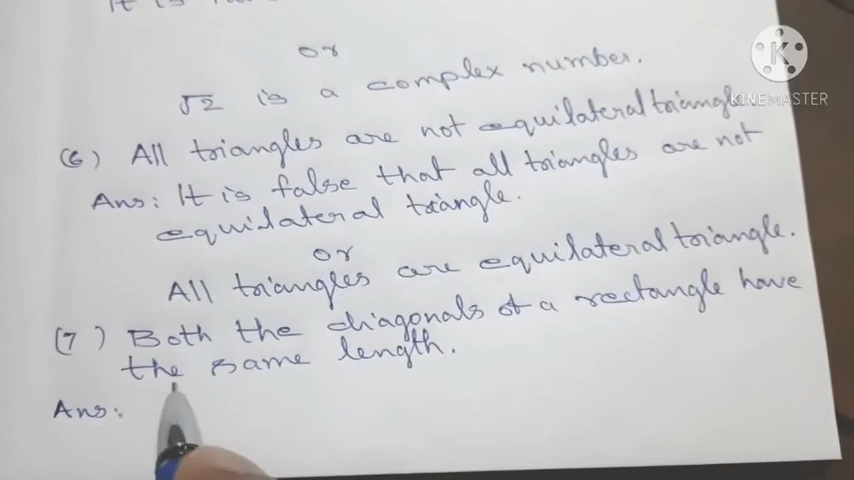 It is
or
√2 is a complex number.
(6) All triangles are not equilateral triangle.
Ans: It is false that all triangles are not
equilateral triangle.
or
All triangles are equilateral triangle.
(7) Both the diagonals of a rectangle have
the same length.
Ans:
K
KINEMASTER